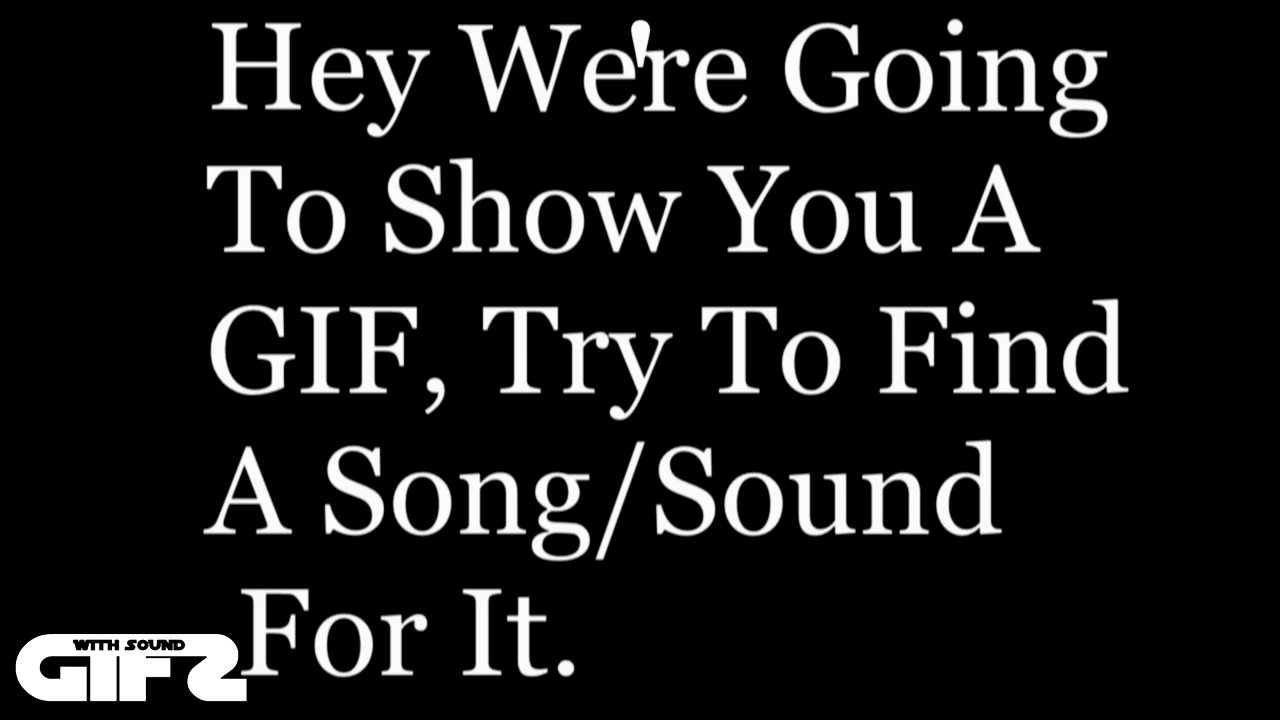 Hey We're Going
To Show You A
GIF, Try To Find
A Song/Sound
For It.
WITH SOUND
GIFS